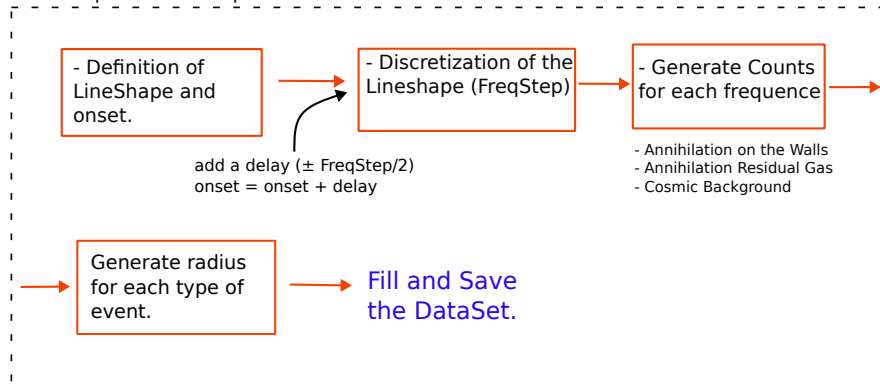 - Definition of
LineShape and
onset.
- Discretization of the
Lineshape (FreqStep)
- Generate Counts
for each frequence
add a delay (± FreqStep/2)
onset = onset + delay
- Annihilation on the Walls
- Annihilation Residual Gas
- Cosmic Background
Generate radius
for each type of
event.
Fill and Save
the DataSet.